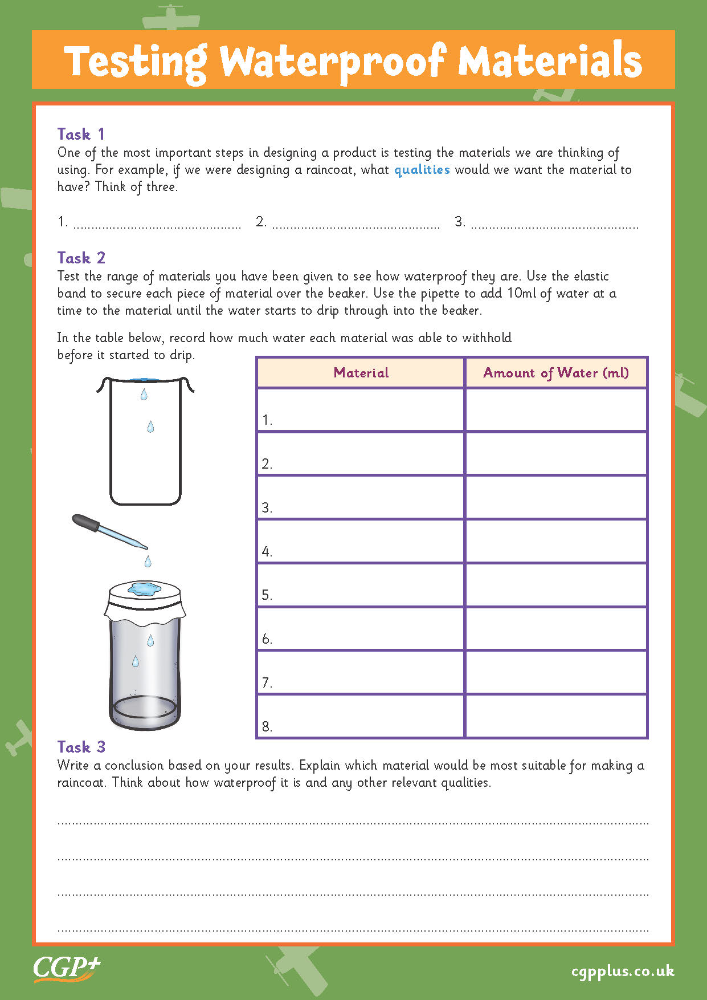 Testing Waterproof Materials
Task 1
One of the most important steps in designing a product is testing the materials we are thinking of
using. For example, if we were designing a raincoat, what qualities would we want the material to
have? Think of three.
1. ............................................... 2. ............................................... 3. ...............................................
Task 2
Test the range of materials you have been given to see how waterproof they are. Use the elastic
band to secure each piece of material over the beaker. Use the pipette to add 10ml of water at a
time to the material until the water starts to drip through into the beaker.
In the table below, record how much water each material was able to withhold
before it started to drip.
Material Amount of Water (ml)
1.
2.
3.
4.
5.
6.
7.
8.
Task 3
Write a conclusion based on your results. Explain which material would be most suitable for making a
raincoat. Think about how waterproof it is and any other relevant qualities.
CGP+
cgpplus.co.uk